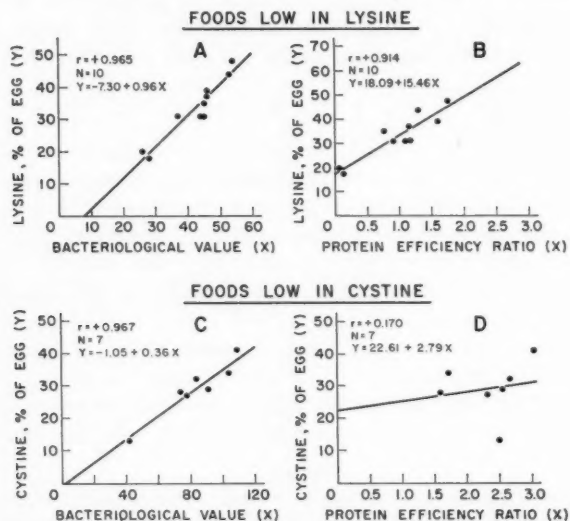 FOODS LOW IN LYSINE
A
r=+0.965
N=10
Y=-7.30+0.96X
LYSINE, % OF EGG (Y)
50
40
30
20
10
0
0
10
20
30
40
50
60
BACTERIOLOGICAL VALUE (X)
B
r=+0.914
N=10
Y=18.09+15.46X
LYSINE, % OF EGG (Y)
70
60
50
40
30
20
10
0
0.0
0.5
1.0
1.5
2.0
2.5
3.0
PROTEIN EFFICIENCY RATIO (X)
FOODS LOW IN CYSTINE
C
r=+0.967
N=7
Y=-1.05+0.36X
CYSTINE, % OF EGG (Y)
50
40
30
20
10
0
0
40
80
120
BACTERIOLOGICAL VALUE (X)
D
r=+0.170
N=7
Y=22.61+2.79X
CYSTINE, % OF EGG (Y)
50
40
30
20
10
0
0.0
0.5
1.0
1.5
2.0
2.5
3.0
PROTEIN EFFICIENCY RATIO (X)